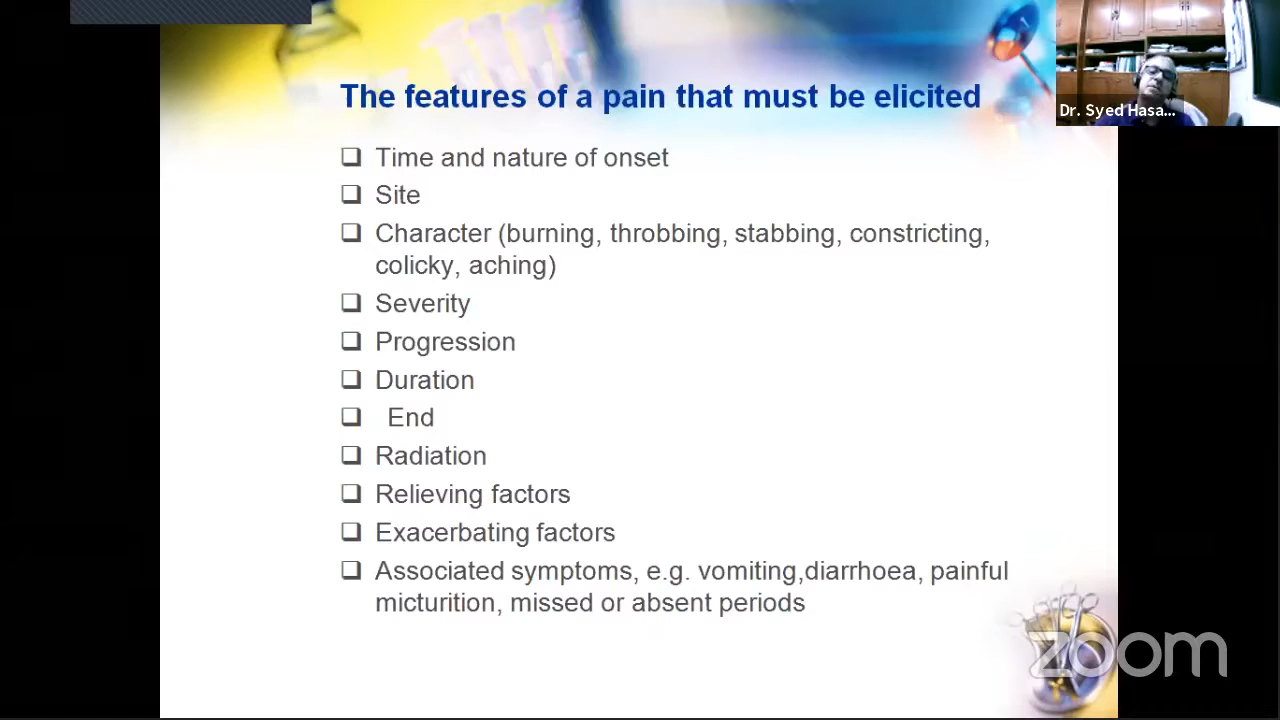 The features of a pain that must be elicited
Dr. Syed Hasa...
Time and nature of onset
Site
Character (burning, throbbing, stabbing, constricting,
colicky, aching)
Severity
Progression
Duration
End
Radiation
Relieving factors
Exacerbating factors
Associated symptoms, e.g. vomiting,diarrhoea, painful
micturition, missed or absent periods
zoom